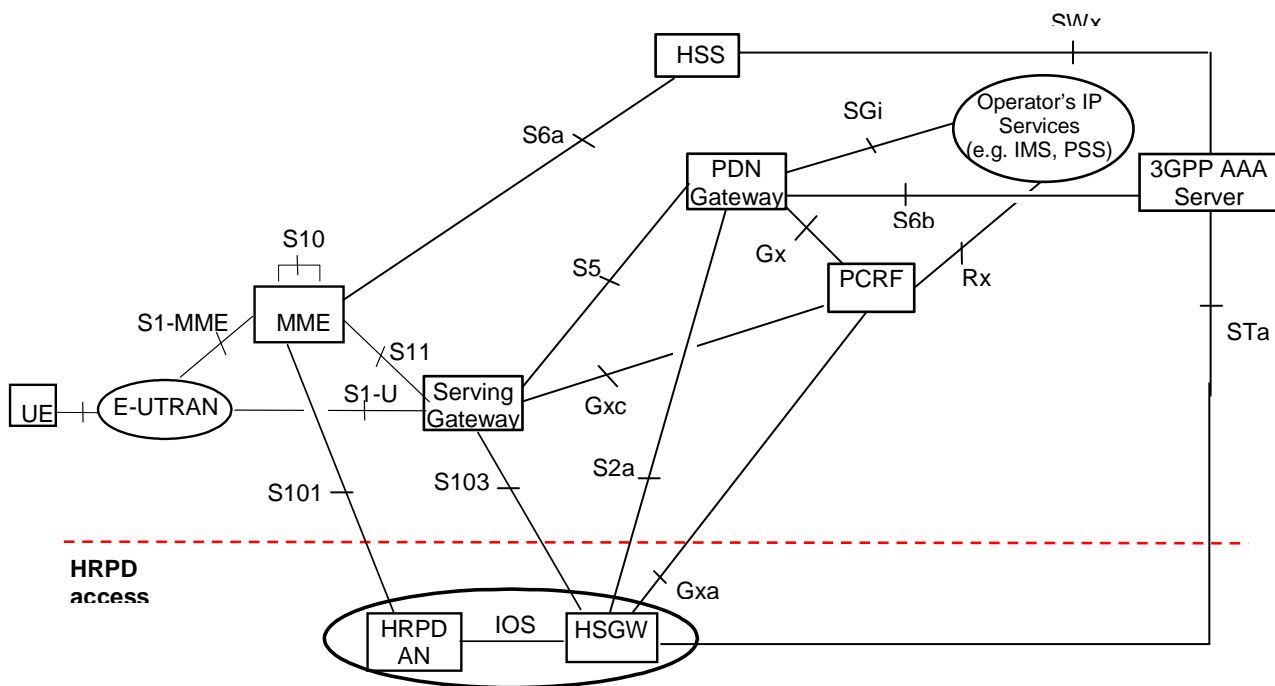 SWx
HSS
Operator's IP
Services
(e.g. IMS, PSS)
SGi
S6a
PDN
Gateway
3GPP AAA
Server
S6b
S10
Gx
S5
PCRF
Rx
S1-MME
MME
STa
S11
Serving
Gateway
S1-U
Gxc
UE
E-UTRAN
S2a
S103
S101
HRPD
access
Gxa
IOS
HRPD
AN
HSGW